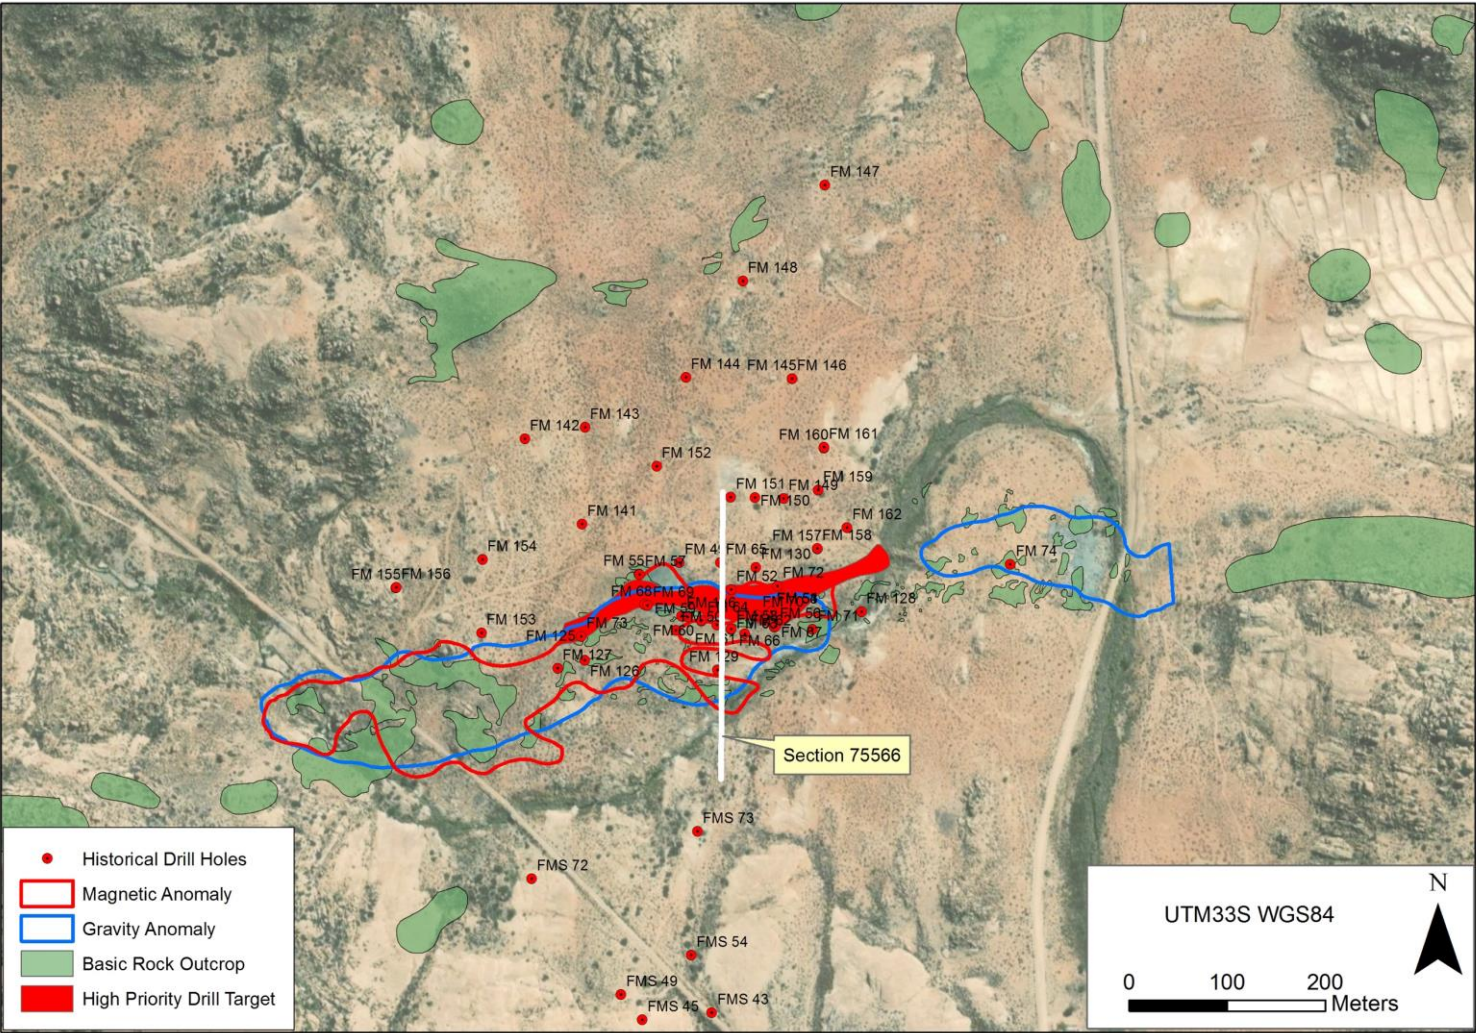 FM 147
FM 148
FM 144
FM 145
FM 146
FM 143
FM 142
FM 160
FM 161
FM 152
FM 159
FM 151
FM 149
FM 150
FM 141
FM 162
FM 157
FM 158
FM 154
FM 65
FM 130
FM 74
FM 55
FM 57
FM 155
FM 156
FM 52
FM 72
FM 68
FM 69
FM 128
FM 71
FM 153
FM 125
FM 73
FM 60
FM 66
FM 67
FM 127
FM 126
FM 129
Section 75566
FMS 73
FMS 72
FMS 54
FMS 49
FMS 45
FMS 43
Historical Drill Holes
Magnetic Anomaly
Gravity Anomaly
Basic Rock Outcrop
High Priority Drill Target
N
UTM33S WGS84
0 100 200
Meters